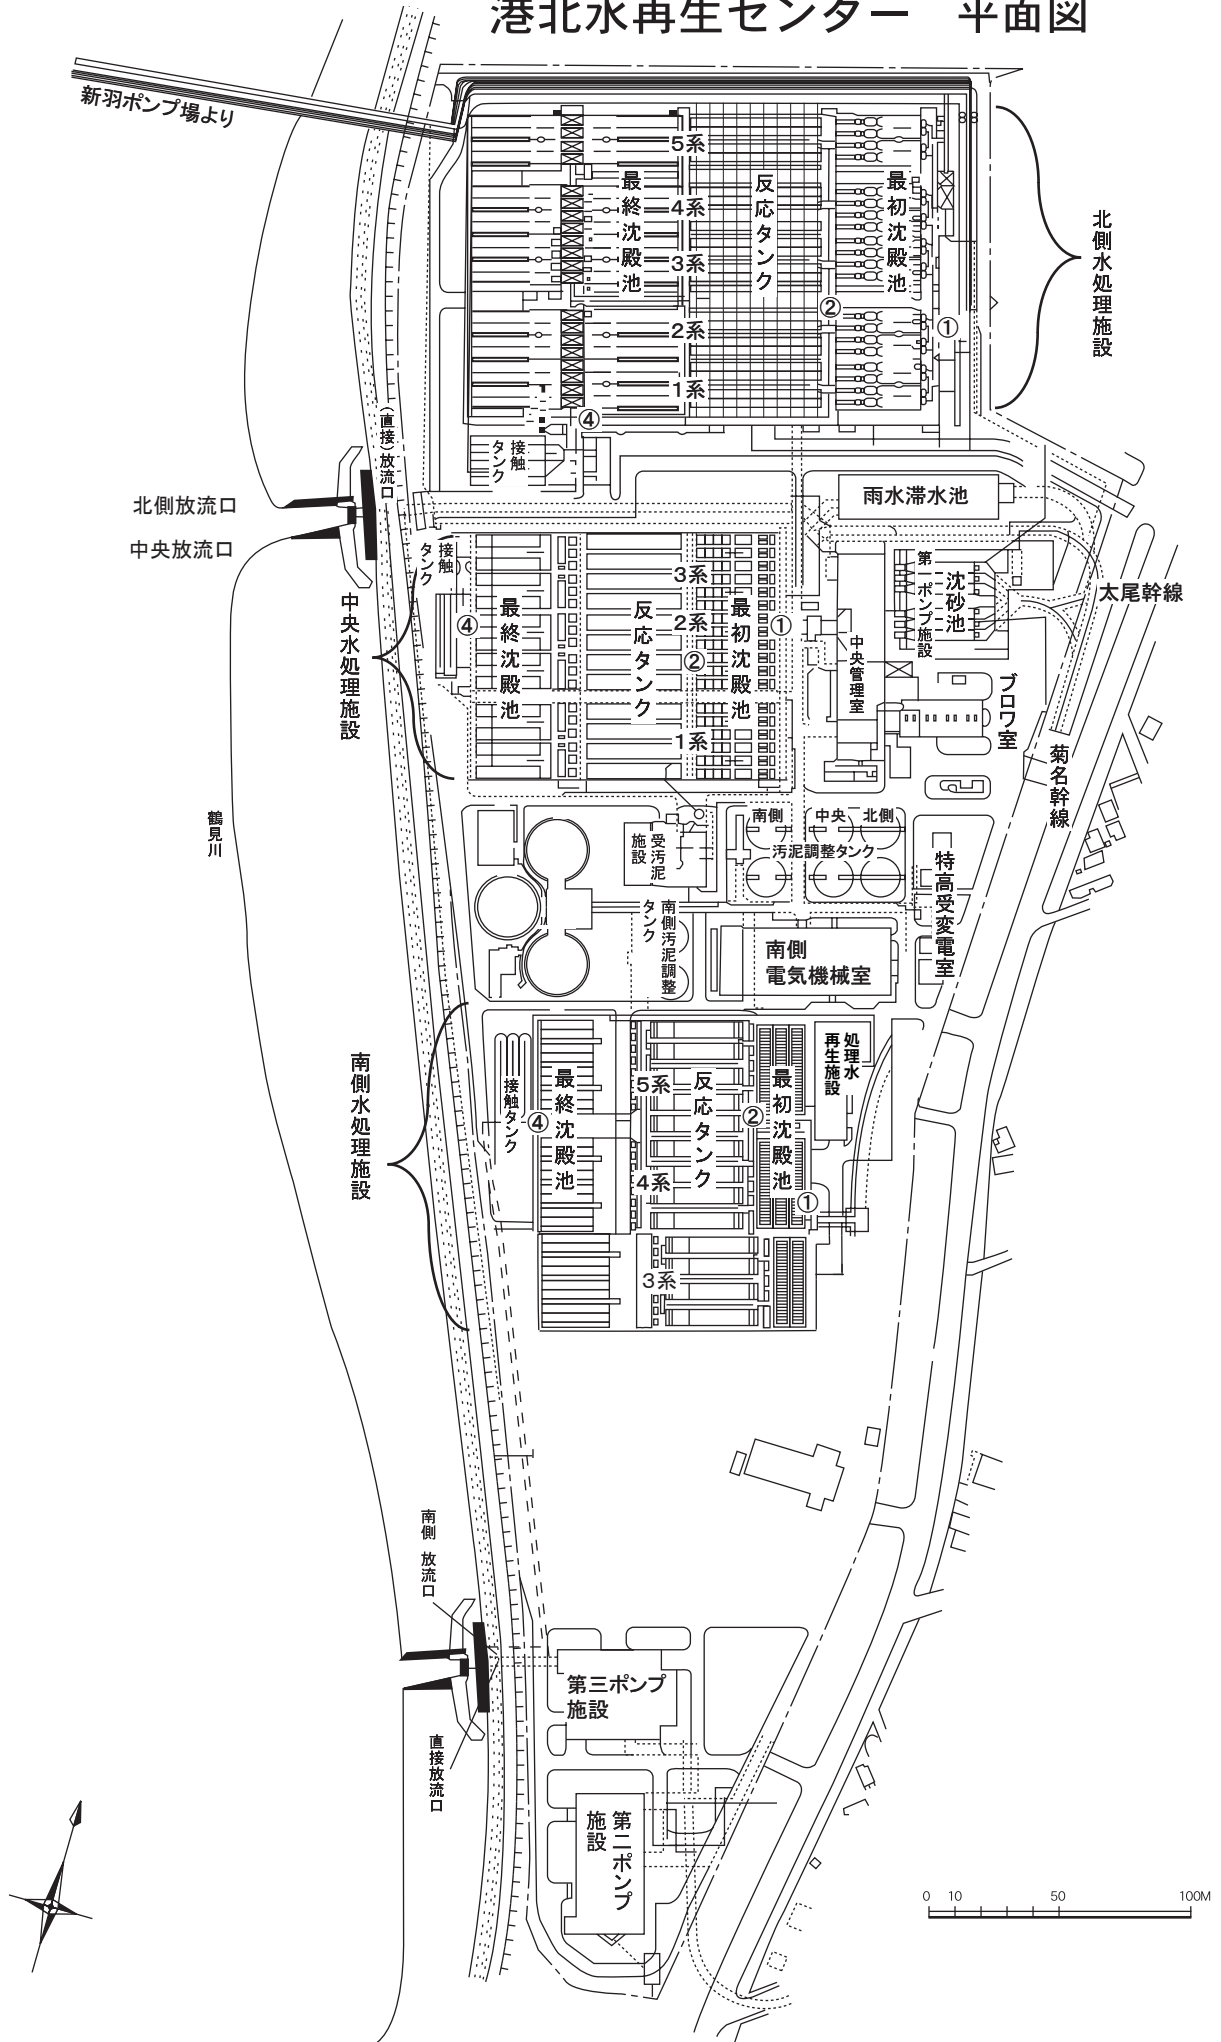 港北水再生センター 平面図
新羽ポンプ場より
5系
4系
3系
2系
1系
最終沈殿池
反応タンク
最初沈殿池
②
①
④
北側水処理施設
(直接)放流口
接触
タンク
雨水滞水池
北側放流口
中央放流口
接触
タンク
中央水処理施設
④
最終沈殿池
反応タンク
3系
2系
1系
②
最初沈殿池
①
中央管理室
第一ポンプ施設
沈砂池
太尾幹線
ブロワ室
菊名幹線
鶴見川
受汚泥
施設
南側
中央
北側
汚泥調整タンク
特高受変電室
南側汚泥調整
タンク
南側
電気機械室
南側水処理施設
接触タンク
④
最終沈殿池
5系
4系
3系
反応タンク
②
最初沈殿池
①
処理水
再生施設
南側 放流口
直接放流口
第三ポンプ
施設
第二ポンプ
施設
0 10 50 100M